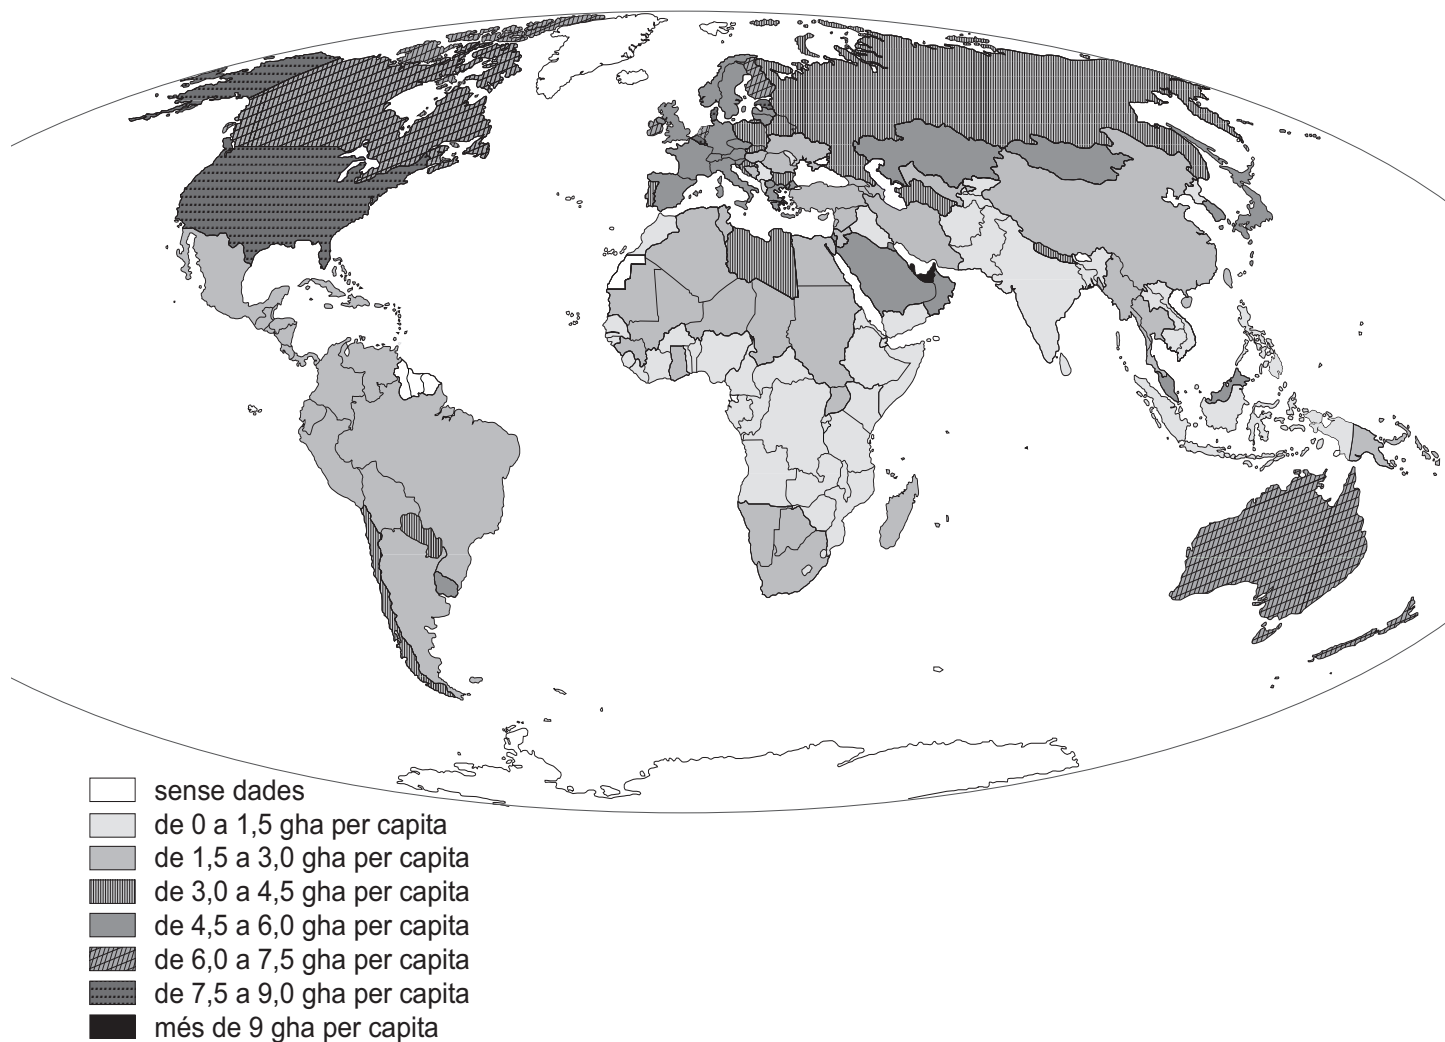 sense dades
de 0 a 1,5 gha per capita
de 1,5 a 3,0 gha per capita
de 3,0 a 4,5 gha per capita
de 4,5 a 6,0 gha per capita
de 6,0 a 7,5 gha per capita
de 7,5 a 9,0 gha per capita
més de 9 gha per capita